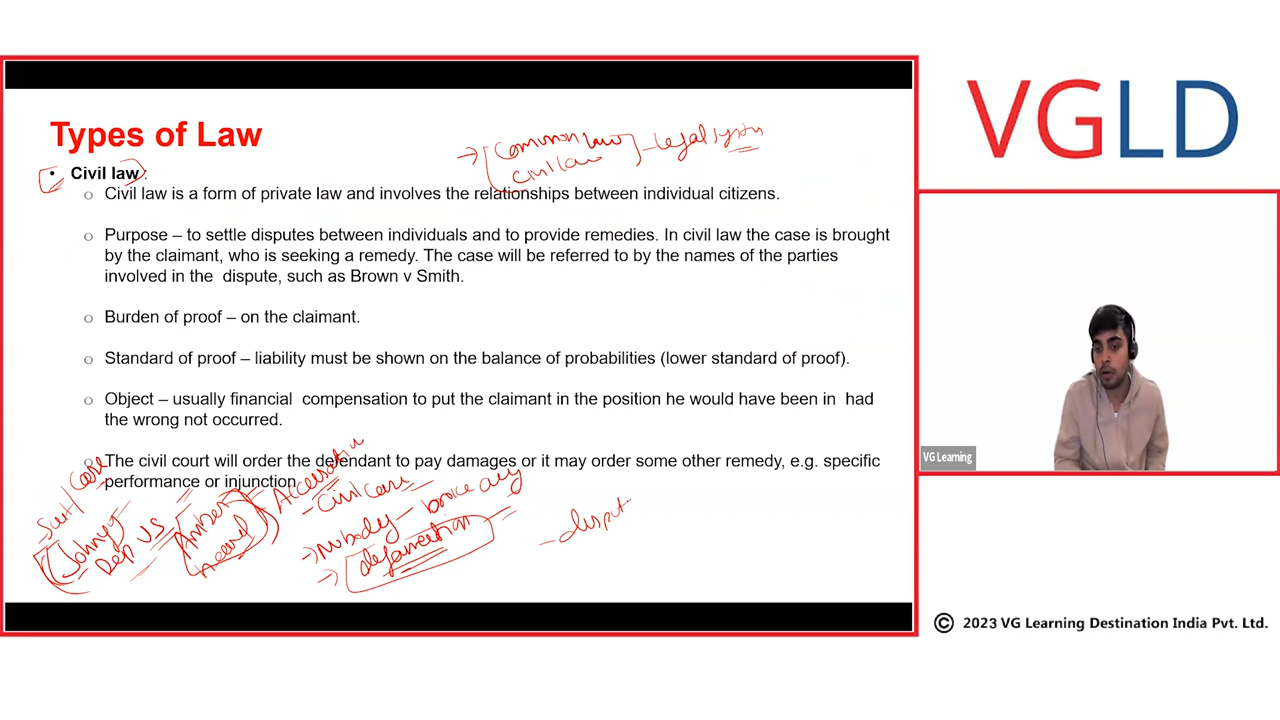 VGLD
Types of Law
→ Common law
civil law
- legal system
• Civil law :
o Civil law is a form of private law and involves the relationships between individual citizens.
o Purpose – to settle disputes between individuals and to provide remedies. In civil law the case is brought
by the claimant, who is seeking a remedy. The case will be referred to by the names of the parties
involved in the dispute, such as Brown v Smith.
o Burden of proof – on the claimant.
o Standard of proof – liability must be shown on the balance of probabilities (lower standard of proof).
o Object – usually financial compensation to put the claimant in the position he would have been in had
the wrong not occurred.
o The civil court will order the defendant to pay damages or it may order some other remedy, e.g. specific
performance or injunction
Suit/Case
Johnny
Dep VS
Amber
heard
Accusation
- Civil case
→ Nobody - broke any
→ defamation
- disput
VG Learning
© 2023 VG Learning Destination India Pvt. Ltd.